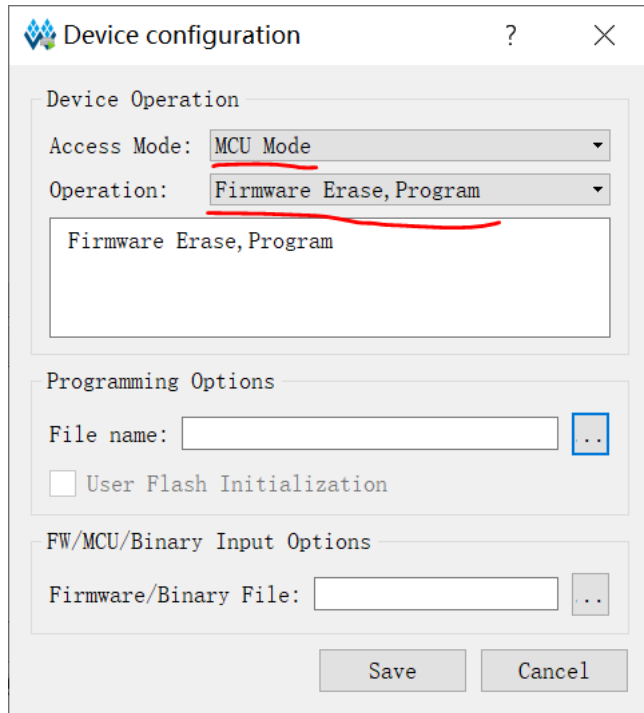 Device configuration ? ×
Device Operation
Access Mode: MCU Mode
Operation: Firmware Erase,Program
Firmware Erase,Program
Programming Options
File name: ...
User Flash Initialization
FW/MCU/Binary Input Options
Firmware/Binary File: ...
Save Cancel